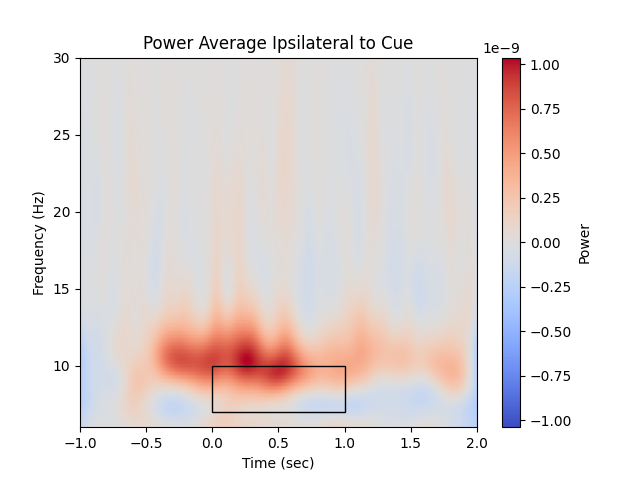 Power Average Ipsilateral to Cue
1e−9
30
25
20
15
10
Frequency (Hz)
−1.0 −0.5 0.0 0.5 1.0 1.5 2.0
Time (sec)
1.00
0.75
0.50
0.25
0.00
−0.25
−0.50
−0.75
−1.00
Power